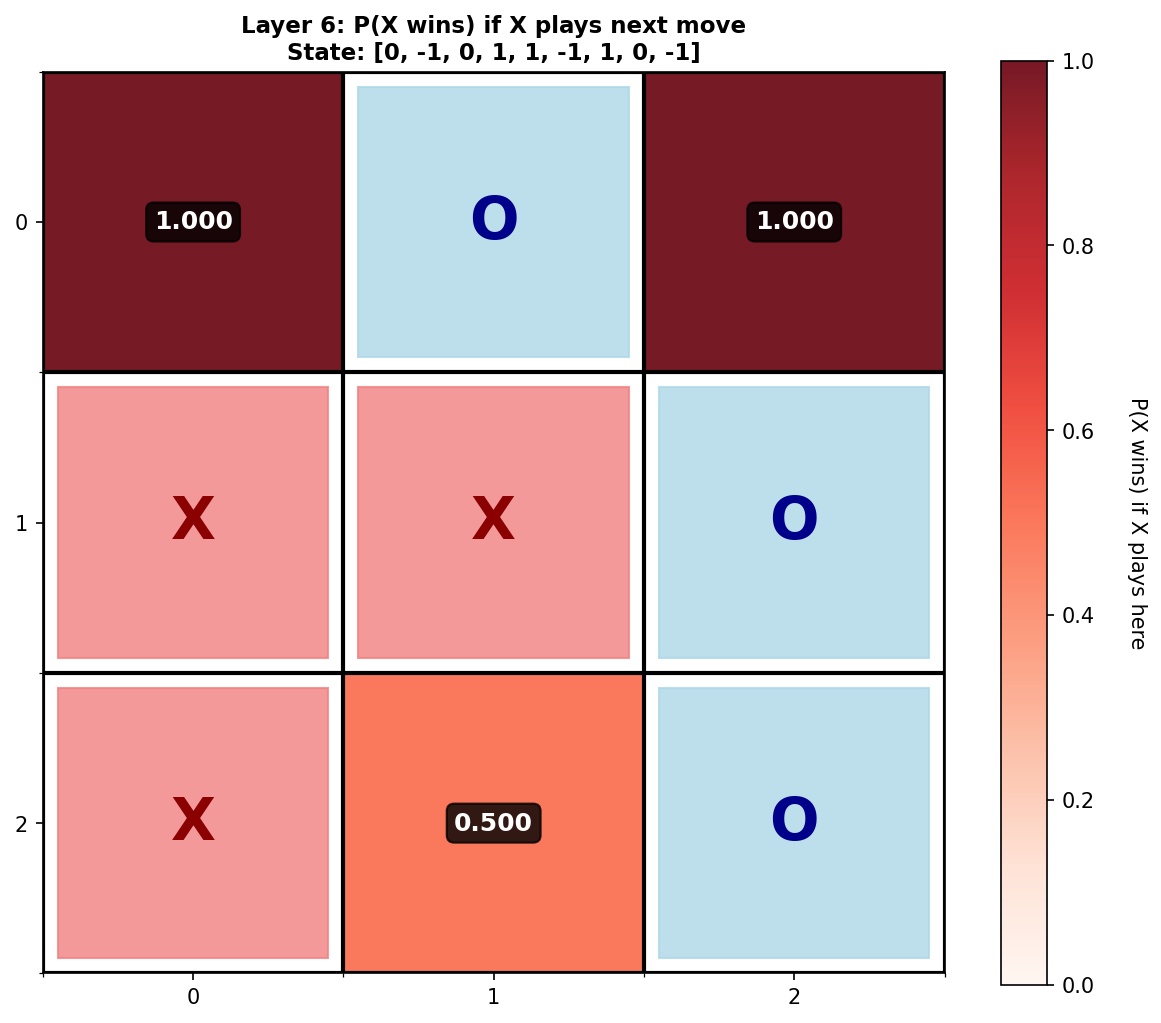 Layer 6: P(X wins) if X plays next move
State: [0, -1, 0, 1, 1, -1, 1, 0, -1]
0
1.000
O
1.000
1
X
X
O
2
X
0.500
O
0
1
2
1.0
0.8
0.6
0.4
0.2
0.0
P(X wins) if X plays here